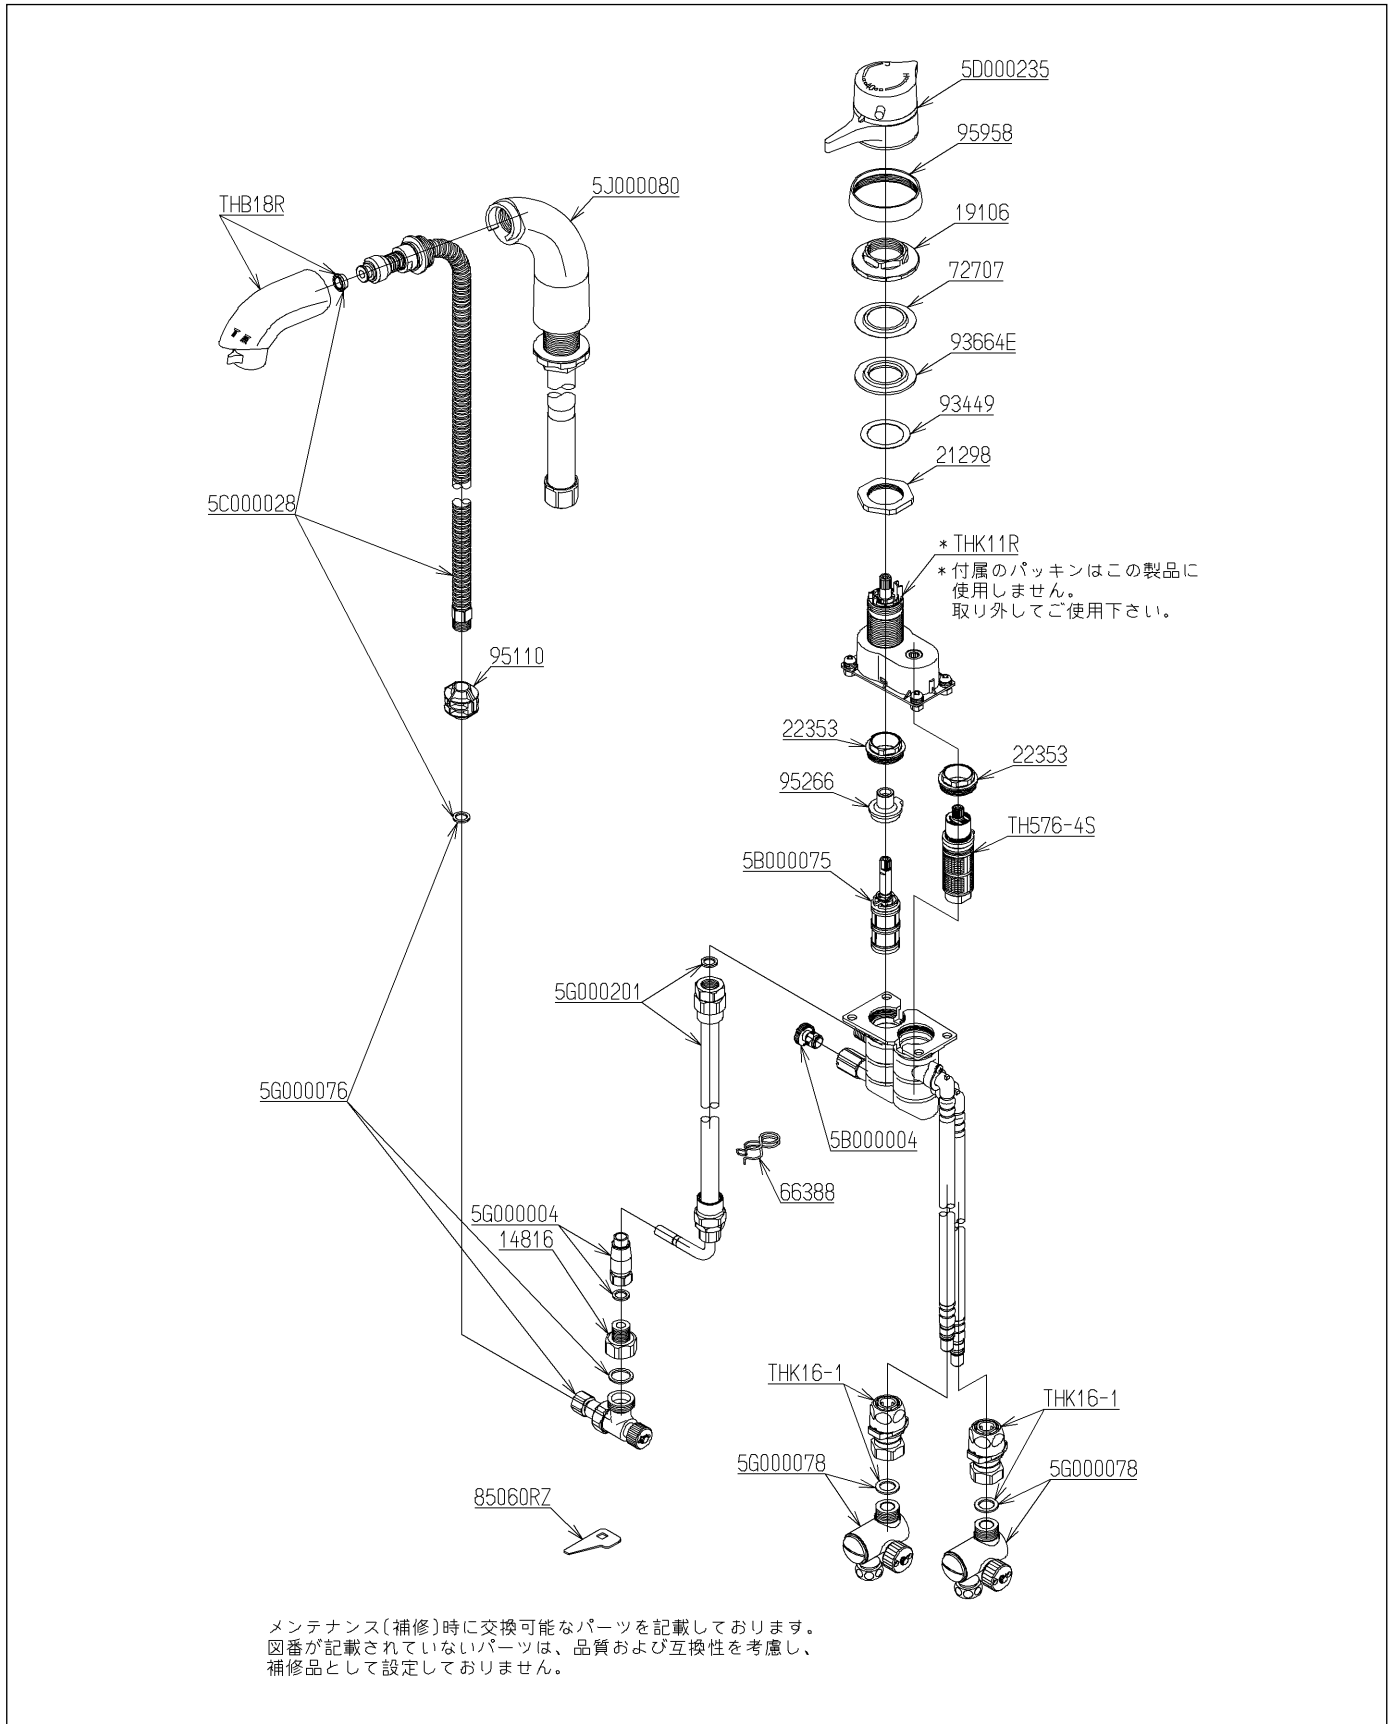 5D000235
95958
5J000080
THB18R
19106
72707
93664E
93449
21298
5C000028
*THK11R
*付属のパッキンはこの製品に
使用しません。
取り外してご使用下さい。
95110
22353
22353
95266
TH576-4S
5B000075
5G000201
5G000076
5B000004
66388
5G000004
14816
THK16-1
THK16-1
5G000078
5G000078
85060RZ
メンテナンス(補修)時に交換可能なパーツを記載しております。
図番が記載されていないパーツは、品質および互換性を考慮し、
補修品として設定しておりません。